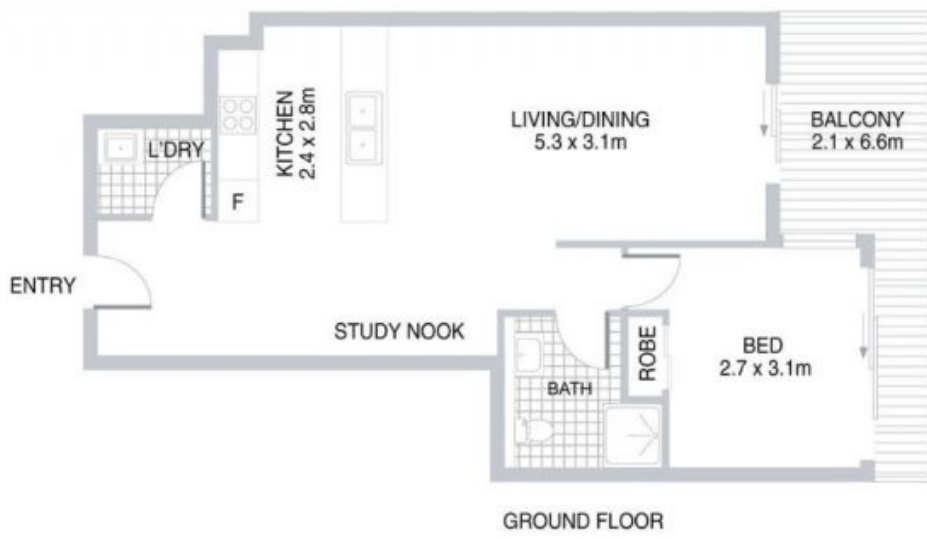 L'DRY
KITCHEN
2.4 x 2.8m
F
LIVING/DINING
5.3 x 3.1m
BALCONY
2.1 x 6.6m
ENTRY
STUDY NOOK
BATH
ROBE
BED
2.7 x 3.1m
GROUND FLOOR